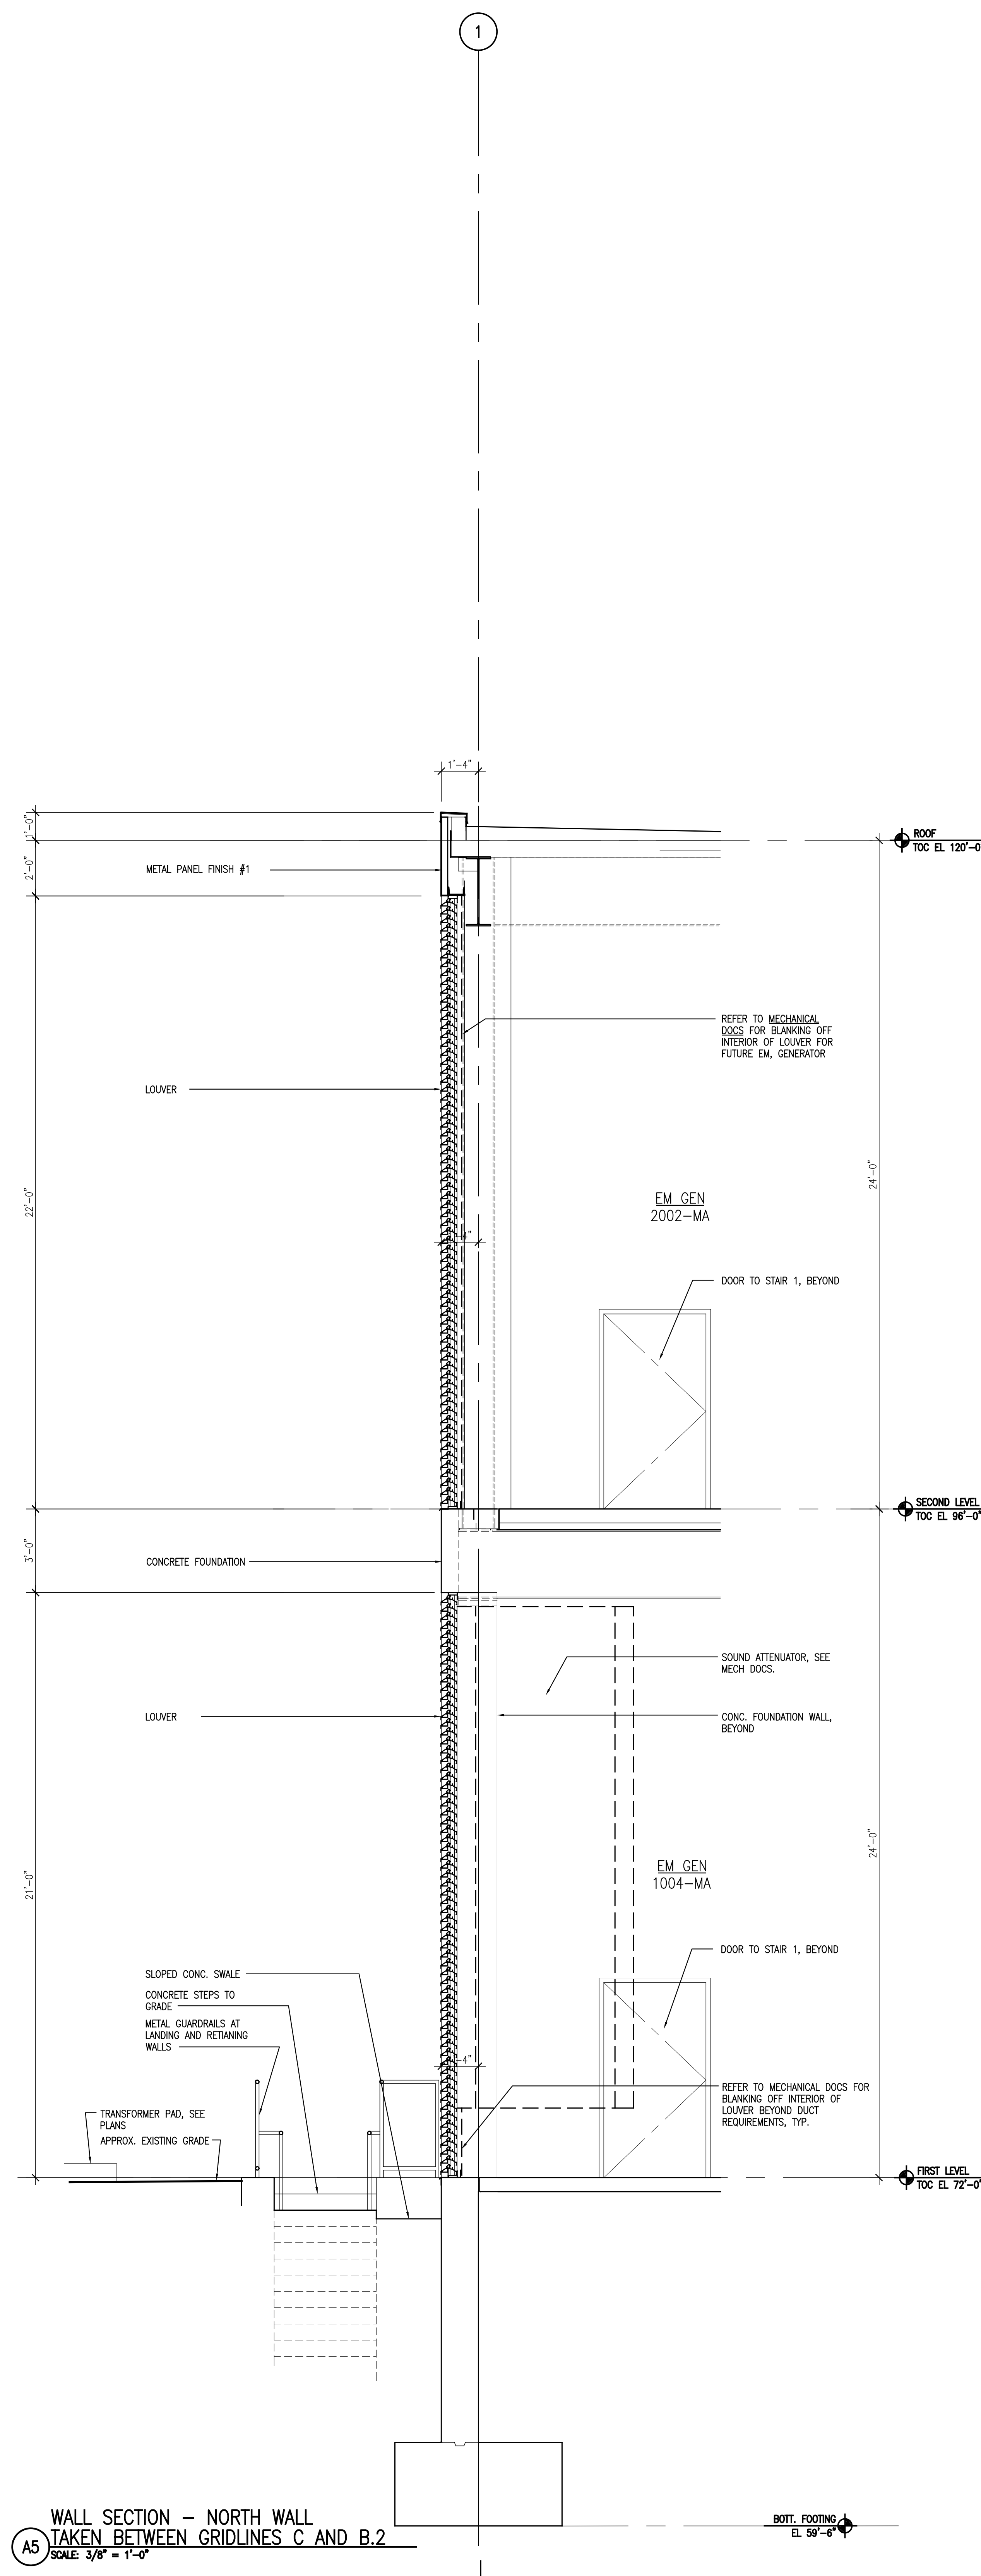 1
1'-4"
1'-0"
2'-0"
ROOF
TOC EL 120'-0
METAL PANEL FINISH #1
REFER TO MECHANICAL
DOCS FOR BLANKING OFF
INTERIOR OF LOUVER FOR
FUTURE EM, GENERATOR
LOUVER
22'-0"
24'-0"
EM GEN
2002-MA
4"
DOOR TO STAIR 1, BEYOND
SECOND LEVEL
TOC EL 96'-0"
3'-0"
CONCRETE FOUNDATION
SOUND ATTENUATOR, SEE
MECH DOCS.
LOUVER
CONC. FOUNDATION WALL,
BEYOND
21'-0"
24'-0"
EM GEN
1004-MA
DOOR TO STAIR 1, BEYOND
SLOPED CONC. SWALE
CONCRETE STEPS TO
GRADE
METAL GUARDRAILS AT
LANDING AND RETIANING
WALLS
-4"
REFER TO MECHANICAL DOCS FOR
BLANKING OFF INTERIOR OF
LOUVER BEYOND DUCT
REQUIREMENTS, TYP.
TRANSFORMER PAD, SEE
PLANS
APPROX. EXISTING GRADE
FIRST LEVEL
TOC EL 72'-0"
WALL SECTION - NORTH WALL
TAKEN BETWEEN GRIDLINES C AND B.2
A5
SCALE: 3/8" = 1'-0"
BOTT. FOOTING
EL 59'-6"